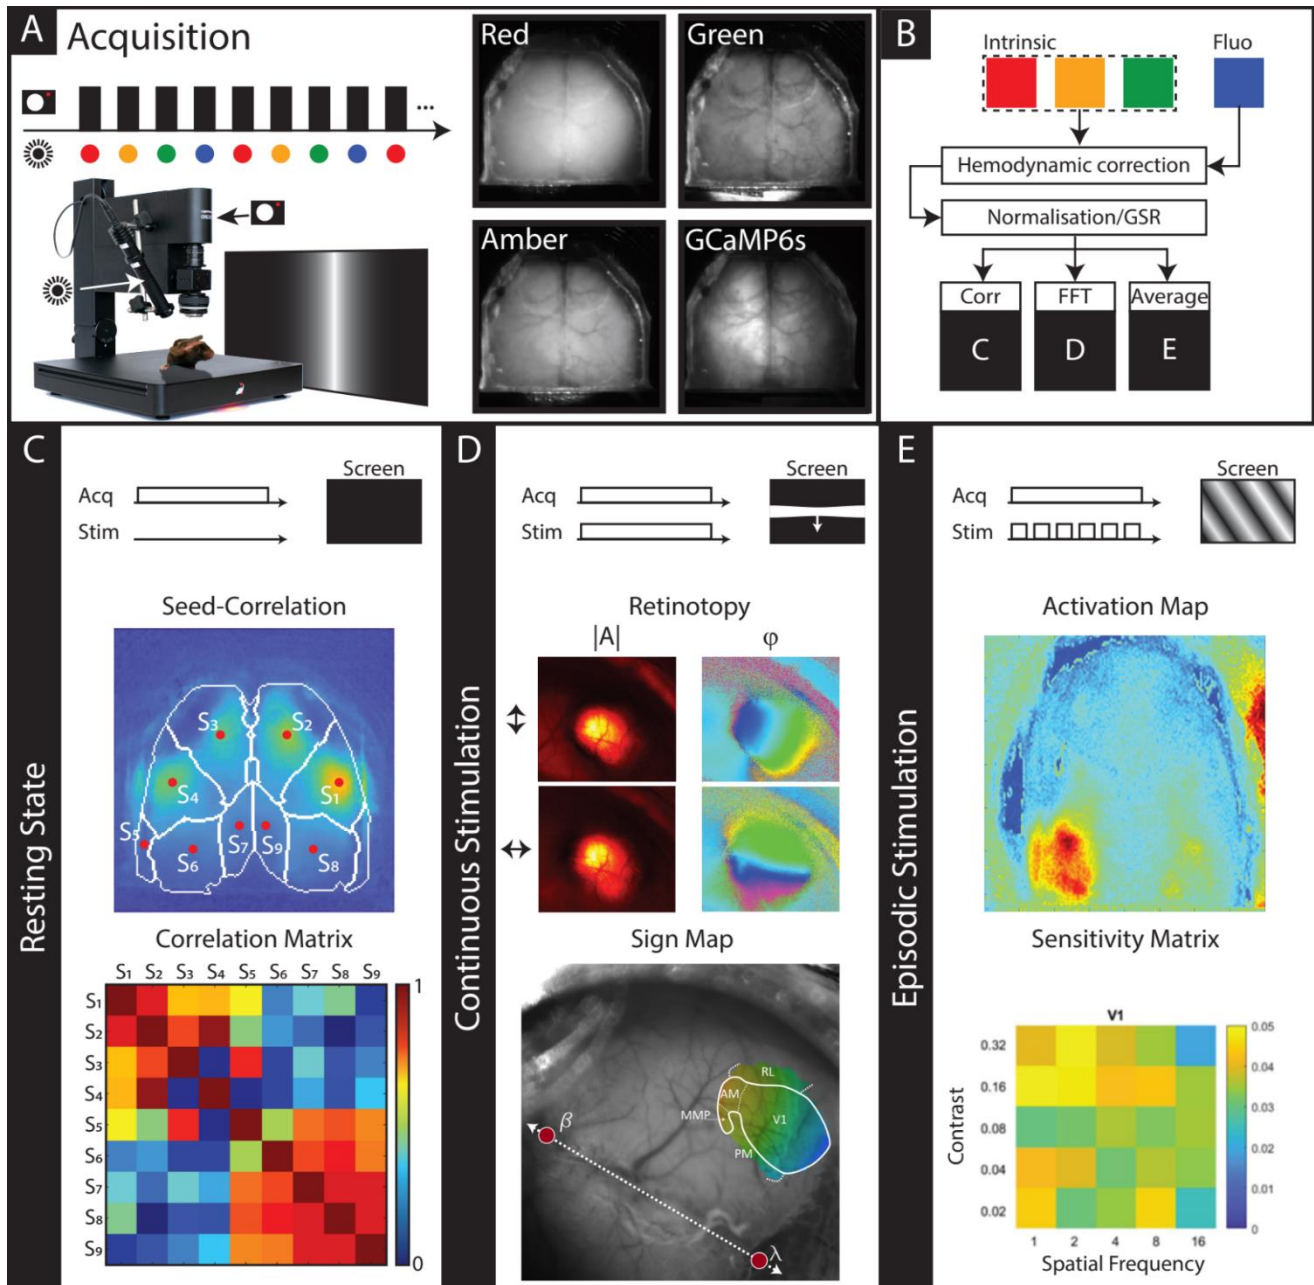 A Acquisition
...
Red
Green
Amber
GCaMP6s
B
Intrinsic
Fluo
Hemodynamic correction
Normalisation/GSR
Corr
FFT
Average
C
D
E
C
Resting State
Acq
Stim
Screen
Seed-Correlation
S3
S2
S4
S1
S5
S6
S7
S9
S8
Correlation Matrix
S1 S2 S3 S4 S5 S6 S7 S8 S9
S1
S2
S3
S4
S5
S6
S7
S8
S9
1
0
D
Continuous Stimulation
Acq
Stim
Screen
Retinotopy
|A|
φ
Sign Map
RL
AM
MMP
V1
PM
β
λ
E
Episodic Stimulation
Acq
Stim
Screen
Activation Map
Sensitivity Matrix
V1
Contrast
0.32
0.16
0.08
0.04
0.02
1 2 4 8 16
Spatial Frequency
0.05
0.04
0.03
0.02
0.01
0